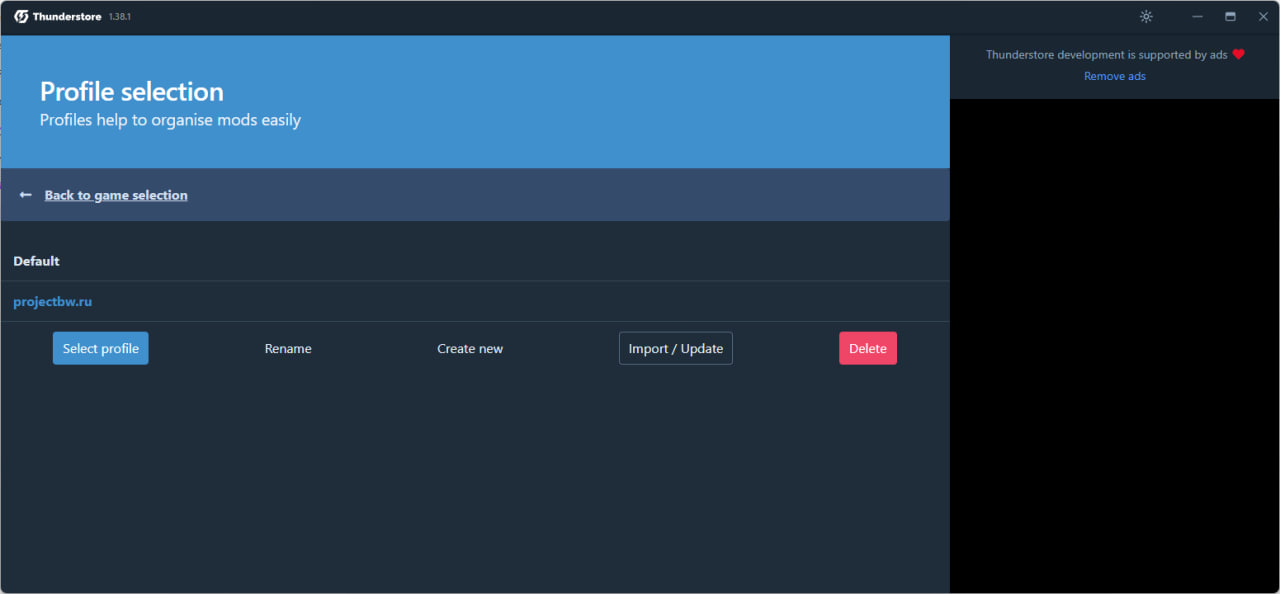 Thunderstore 1.38.1
Thunderstore development is supported by ads
Remove ads
Profile selection
Profiles help to organise mods easily
Back to game selection
Default
projectbw.ru
Select profile Rename Create new Import / Update Delete